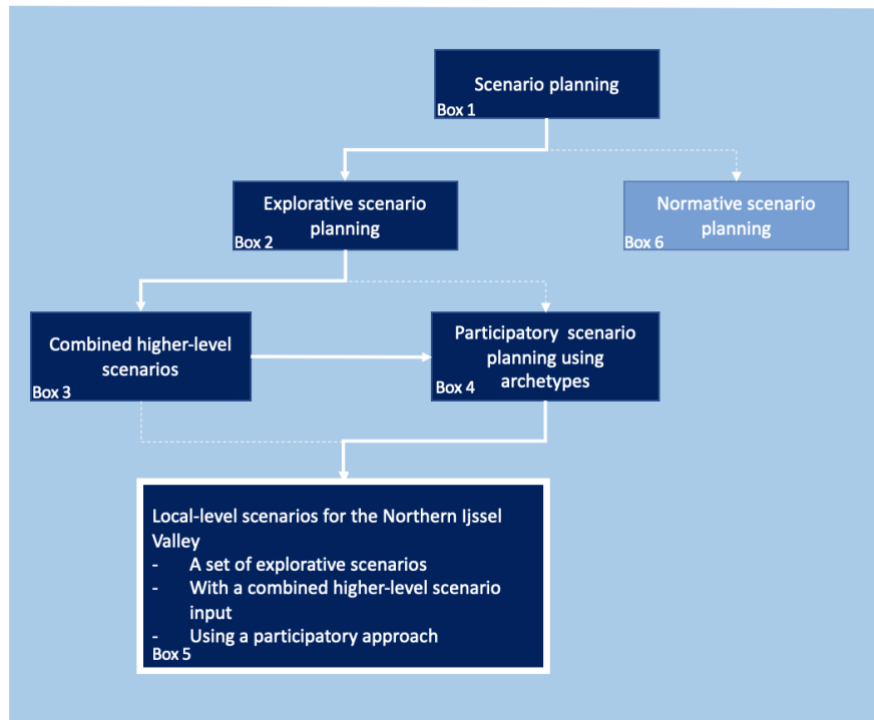 Scenario planning
Box 1
Explorative scenario
planning
Box 2
Normative scenario
planning
Box 6
Combined higher-level
scenarios
Box 3
Participatory scenario
planning using
archetypes
Box 4
Local-level scenarios for the Northern Ijssel
Valley
- A set of explorative scenarios
- With a combined higher-level scenario
input
- Using a participatory approach
Box 5